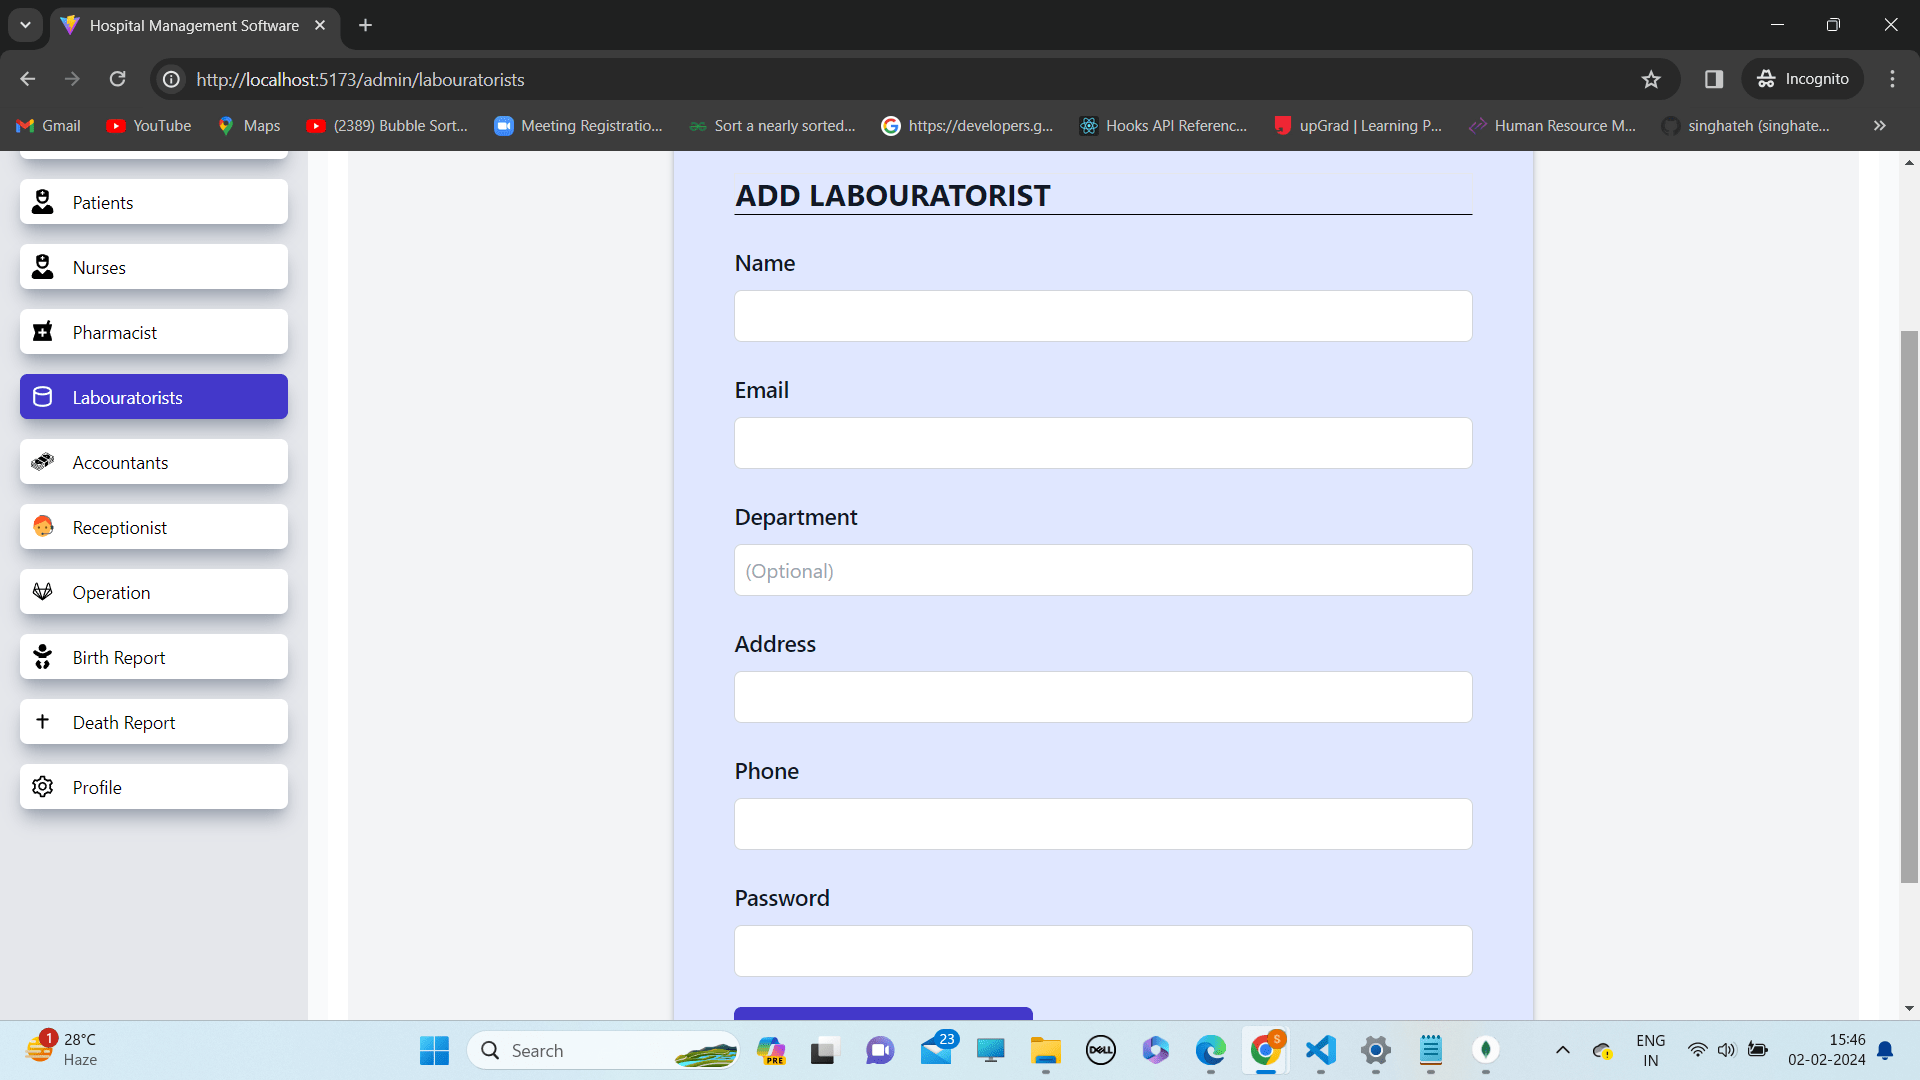 Hospital Management Software
http://localhost:5173/admin/labouratorists
Incognito
Gmail
YouTube
Maps
(2389) Bubble Sort...
Meeting Registratio...
Sort a nearly sorted...
https://developers.g...
Hooks API Referenc...
upGrad | Learning P...
Human Resource M...
singhateh (singhate...
Patients
Nurses
Pharmacist
Labouratorists
Accountants
Receptionist
Operation
Birth Report
Death Report
Profile
ADD LABOURATORIST
Name
Email
Department
(Optional)
Address
Phone
Password
1
28°C
Haze
Search
PRE
23
DELL
S
ENG
IN
15:46
02-02-2024